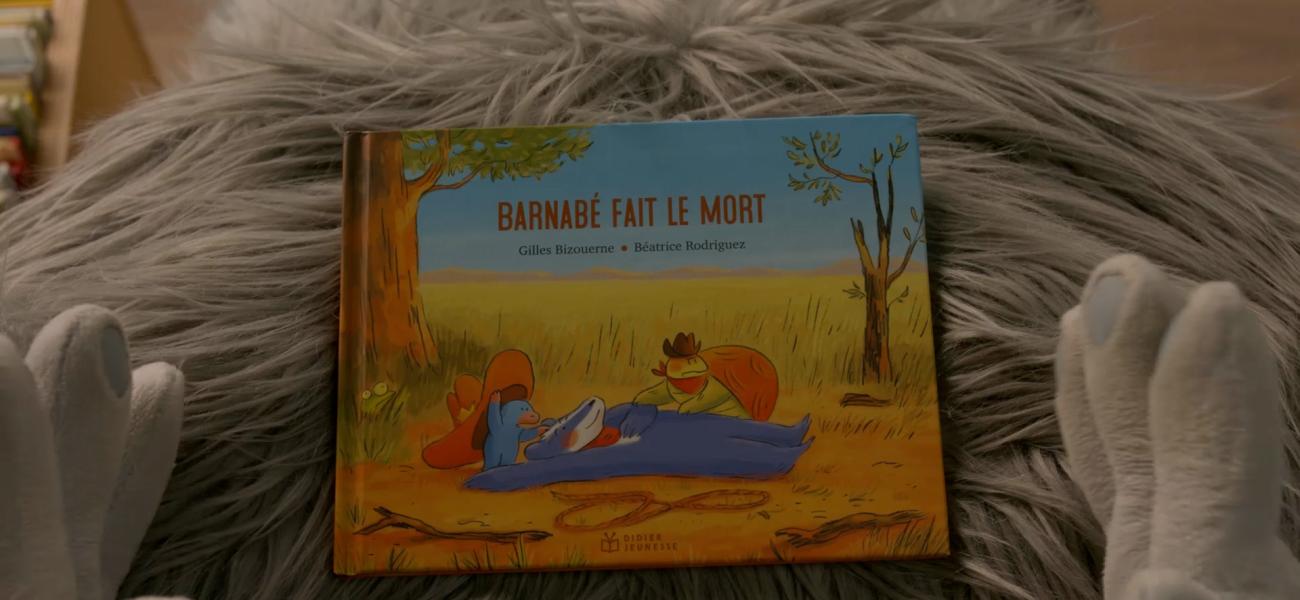 BARNABÉ FAIT LE MORT
Gilles Bizouerne • Béatrice Rodriguez
DIDIER
JEUNESSE